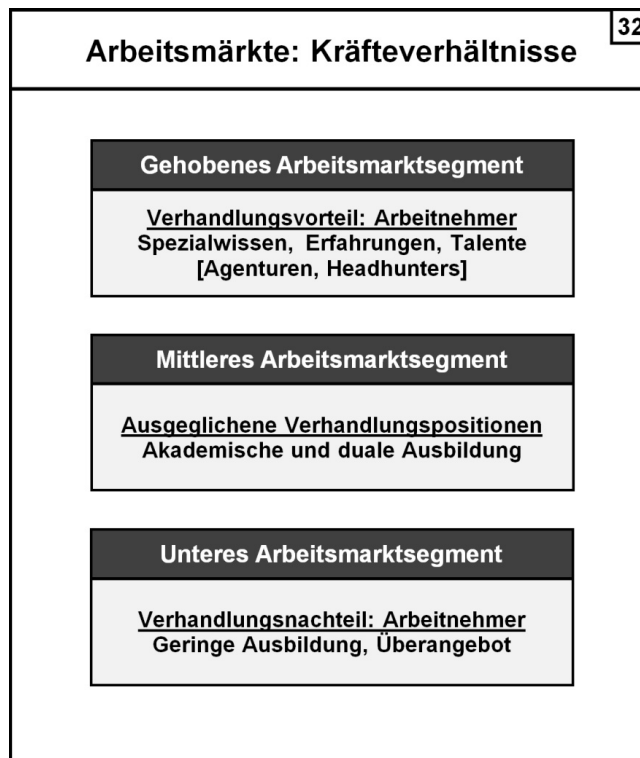 32
Arbeitsmärkte: Kräfteverhältnisse
Gehobenes Arbeitsmarktsegment
Verhandlungsvorteil: Arbeitnehmer
Spezialwissen, Erfahrungen, Talente
[Agenturen, Headhunters]
Mittleres Arbeitsmarktsegment
Ausgeglichene Verhandlungspositionen
Akademische und duale Ausbildung
Unteres Arbeitsmarktsegment
Verhandlungsnachteil: Arbeitnehmer
Geringe Ausbildung, Überangebot